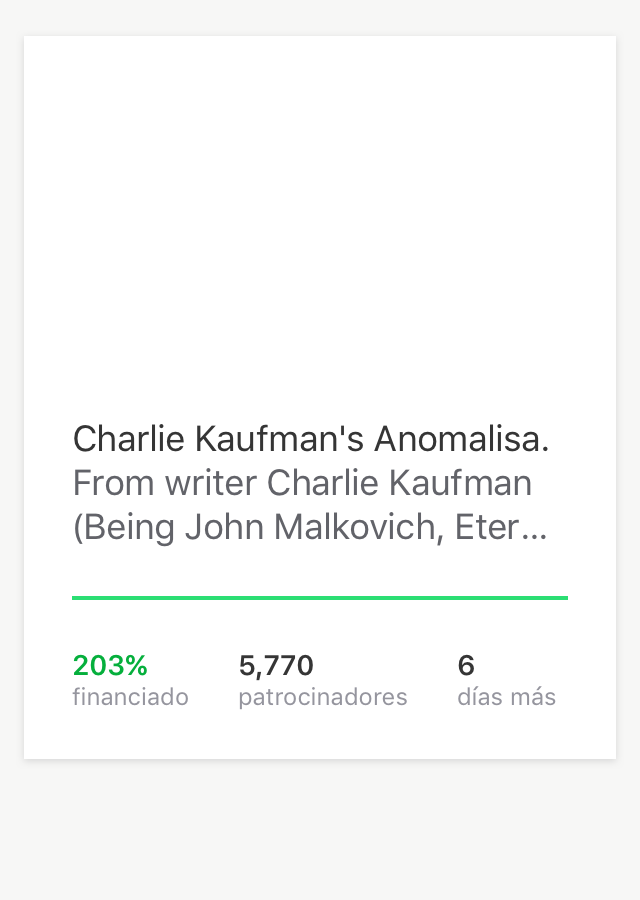 Charlie Kaufman's Anomalisa.
From writer Charlie Kaufman
(Being John Malkovich, Eter…
203%
financiado
5,770
patrocinadores
6
días más